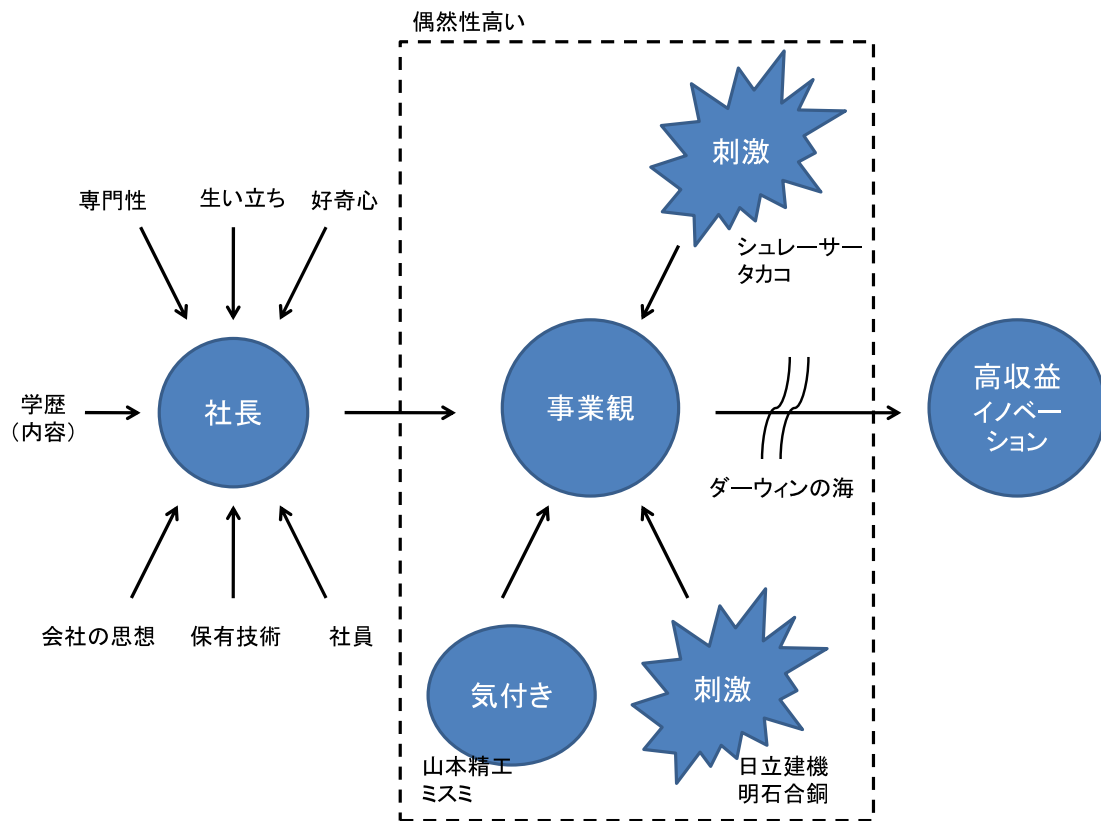 偶然性高い
刺激
専門性
生い立ち
好奇心
シュレーサー
タカコ
学歴
（内容）
社長
事業観
高収益
イノベー
ション
ダーウィンの海
会社の思想
保有技術
社員
気付き
刺激
山本精工
ミスミ
日立建機
明石合銅